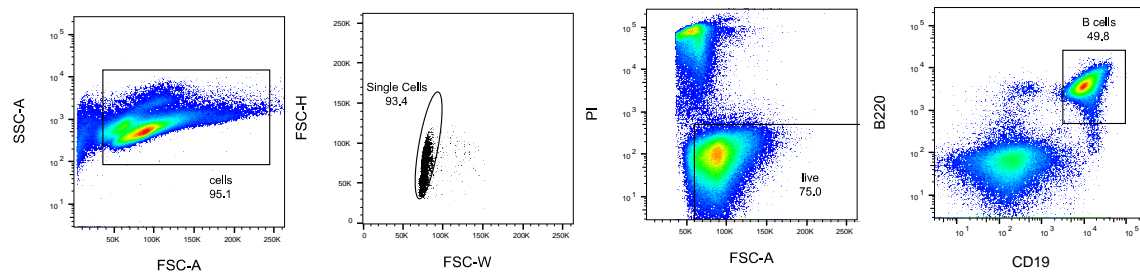 SSC-A
10^5
10^4
10^3
10^2
10^1
cells
95.1
50K
100K
150K
200K
250K
FSC-A
FSC-H
250K
200K
150K
100K
50K
0
Single Cells
93.4
0
50K
100K
150K
200K
250K
FSC-W
PI
10^5
10^4
10^3
10^2
10^1
live
75.0
50K
100K
150K
200K
250K
FSC-A
B220
10^5
10^4
10^3
10^2
10^1
B cells
49.8
10^1
10^2
10^3
10^4
10^5
CD19